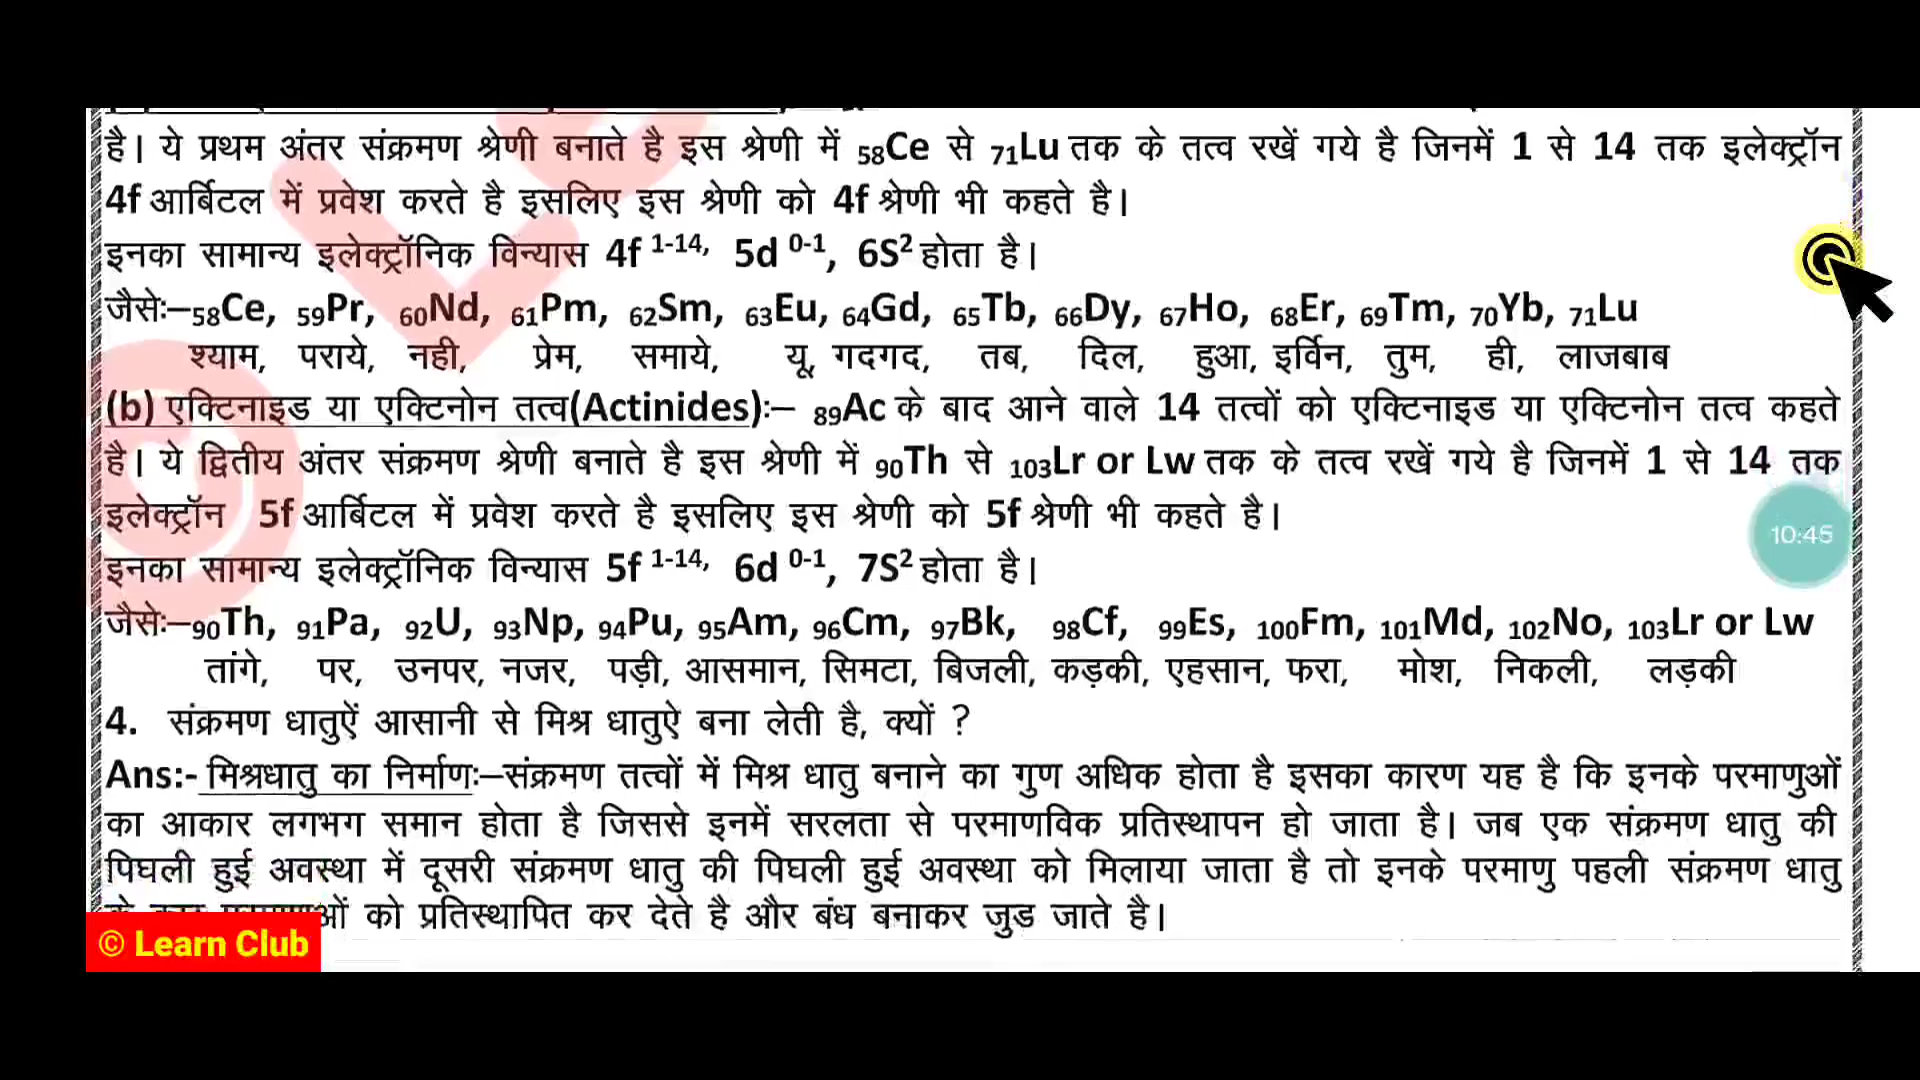 है। ये प्रथम अंतर संक्रमण श्रेणी बनाते है इस श्रेणी में ₅₈Ce से ₇₁Lu तक के तत्व रखें गये है जिनमें 1 से 14 तक इलेक्ट्रॉन
4f आर्बिटल में प्रवेश करते है इसलिए इस श्रेणी को 4f श्रेणी भी कहते है।
इनका सामान्य इलेक्ट्रॉनिक विन्यास 4f ¹⁻¹⁴, 5d ⁰⁻¹, 6S² होता है।
जैसेः–₅₈Ce, ₅₉Pr, ₆₀Nd, ₆₁Pm, ₆₂Sm, ₆₃Eu, ₆₄Gd, ₆₅Tb, ₆₆Dy, ₆₇Ho, ₆₈Er, ₆₉Tm, ₇₀Yb, ₇₁Lu
श्याम, पराये, नही, प्रेम, समाये, यू, गदगद, तब, दिल, हुआ, इर्विन, तुम, ही, लाजबाब
(b) एक्टिनाइड या एक्टिनोन तत्व(Actinides)ः– ₈₉Ac के बाद आने वाले 14 तत्वों को एक्टिनाइड या एक्टिनोन तत्व कहते
है। ये द्वितीय अंतर संक्रमण श्रेणी बनाते है इस श्रेणी में ₉₀Th से ₁₀₃Lr or Lw तक के तत्व रखें गये है जिनमें 1 से 14 तक
इलेक्ट्रॉन 5f आर्बिटल में प्रवेश करते है इसलिए इस श्रेणी को 5f श्रेणी भी कहते है।
10:45
इनका सामान्य इलेक्ट्रॉनिक विन्यास 5f ¹⁻¹⁴, 6d ⁰⁻¹, 7S² होता है।
जैसेः–₉₀Th, ₉₁Pa, ₉₂U, ₉₃Np, ₉₄Pu, ₉₅Am, ₉₆Cm, ₉₇Bk, ₉₈Cf, ₉₉Es, ₁₀₀Fm, ₁₀₁Md, ₁₀₂No, ₁₀₃Lr or Lw
तांगे, पर, उनपर, नजर, पड़ी, आसमान, सिमटा, बिजली, कड़की, एहसान, फरा, मोश, निकली, लड़की
4. संक्रमण धातुऐं आसानी से मिश्र धातुऐ बना लेती है, क्यों ?
Ans:- मिश्रधातु का निर्माणः–संक्रमण तत्वों में मिश्र धातु बनाने का गुण अधिक होता है इसका कारण यह है कि इनके परमाणुओं
का आकार लगभग समान होता है जिससे इनमें सरलता से परमाणविक प्रतिस्थापन हो जाता है। जब एक संक्रमण धातु की
पिघली हुई अवस्था में दूसरी संक्रमण धातु की पिघली हुई अवस्था को मिलाया जाता है तो इनके परमाणु पहली संक्रमण धातु
को प्रतिस्थापित कर देते है और बंध बनाकर जुड जाते है।
© Learn Club